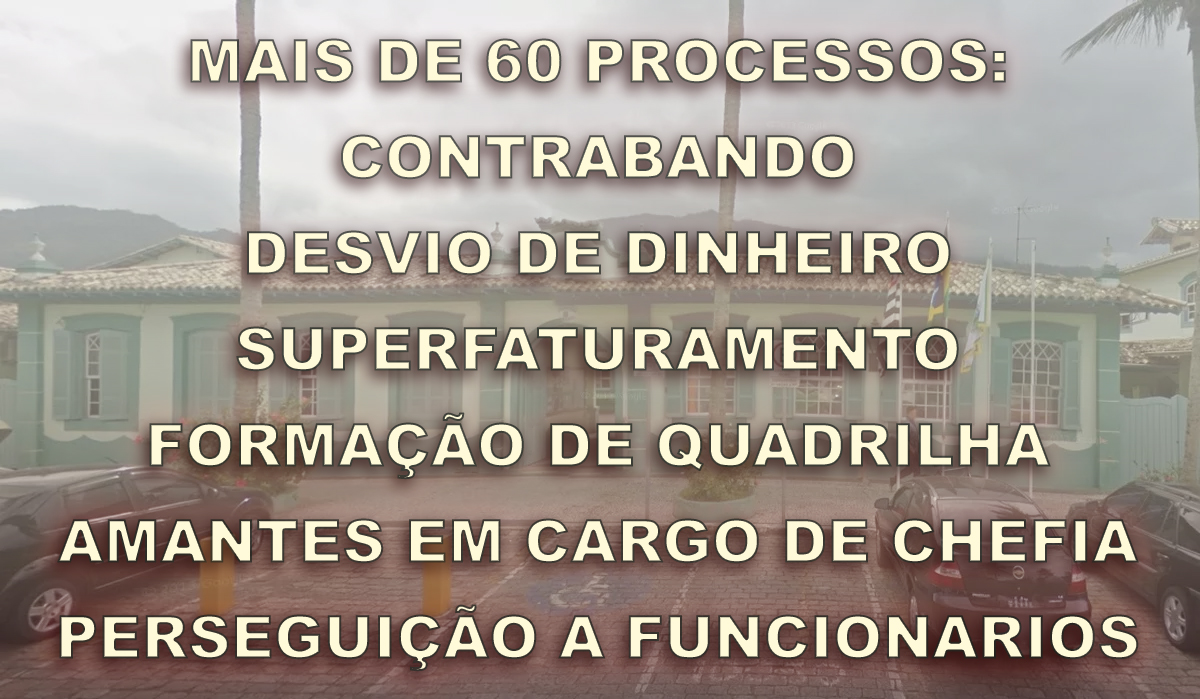 MAIS DE 60 PROCESSOS:
CONTRABANDO
DESVIO DE DINHEIRO
SUPERFATURAMENTO
FORMAÇÃO DE QUADRILHA
AMANTES EM CARGO DE CHEFIA
PERSEGUIÇÃO A FUNCIONARIOS